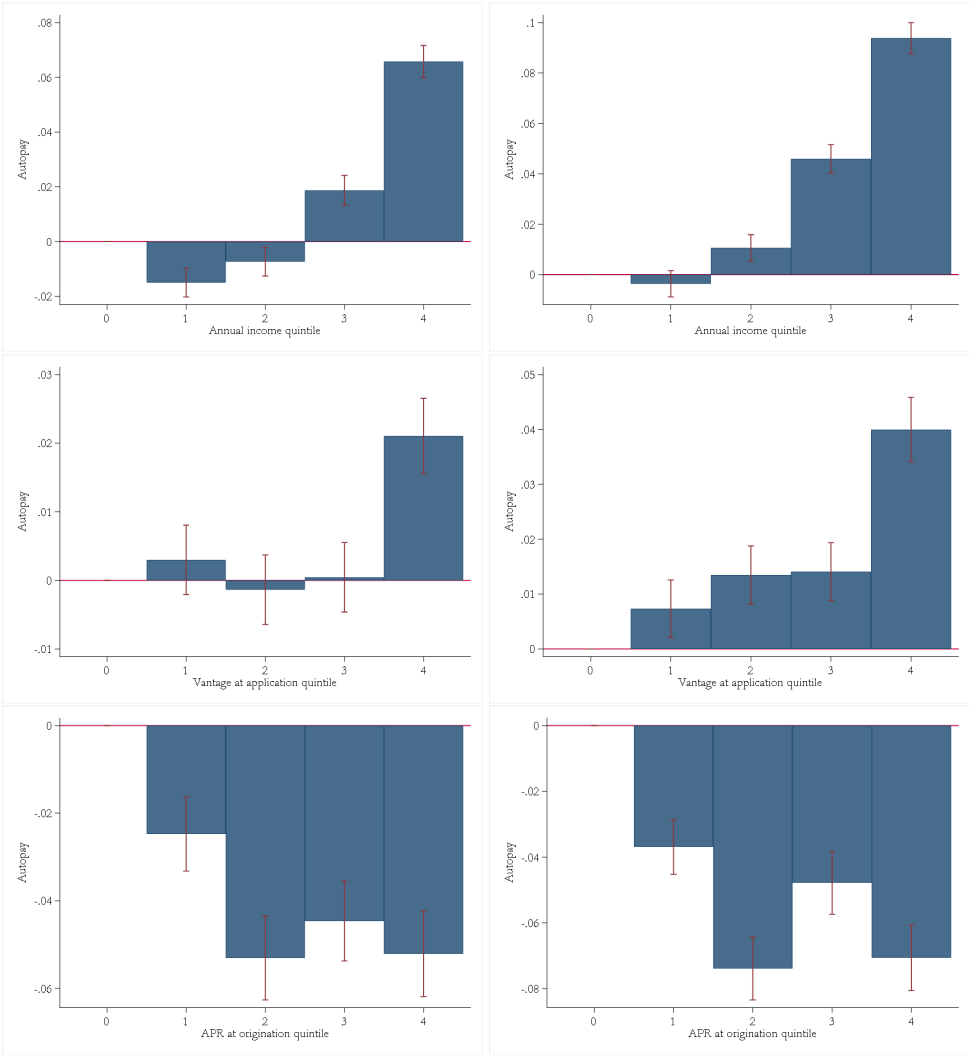 .08
.06
.04
.02
0
-.02
Autopay
0 1 2 3 4
Annual income quintile
.1
.08
.06
.04
.02
0
Autopay
0 1 2 3 4
Annual income quintile
.03
.02
.01
0
-.01
Autopay
0 1 2 3 4
Vantage at application quintile
.05
.04
.03
.02
.01
0
Autopay
0 1 2 3 4
Vantage at application quintile
0
-.02
-.04
-.06
Autopay
0 1 2 3 4
APR at origination quintile
0
-.02
-.04
-.06
-.08
Autopay
0 1 2 3 4
APR at origination quintile